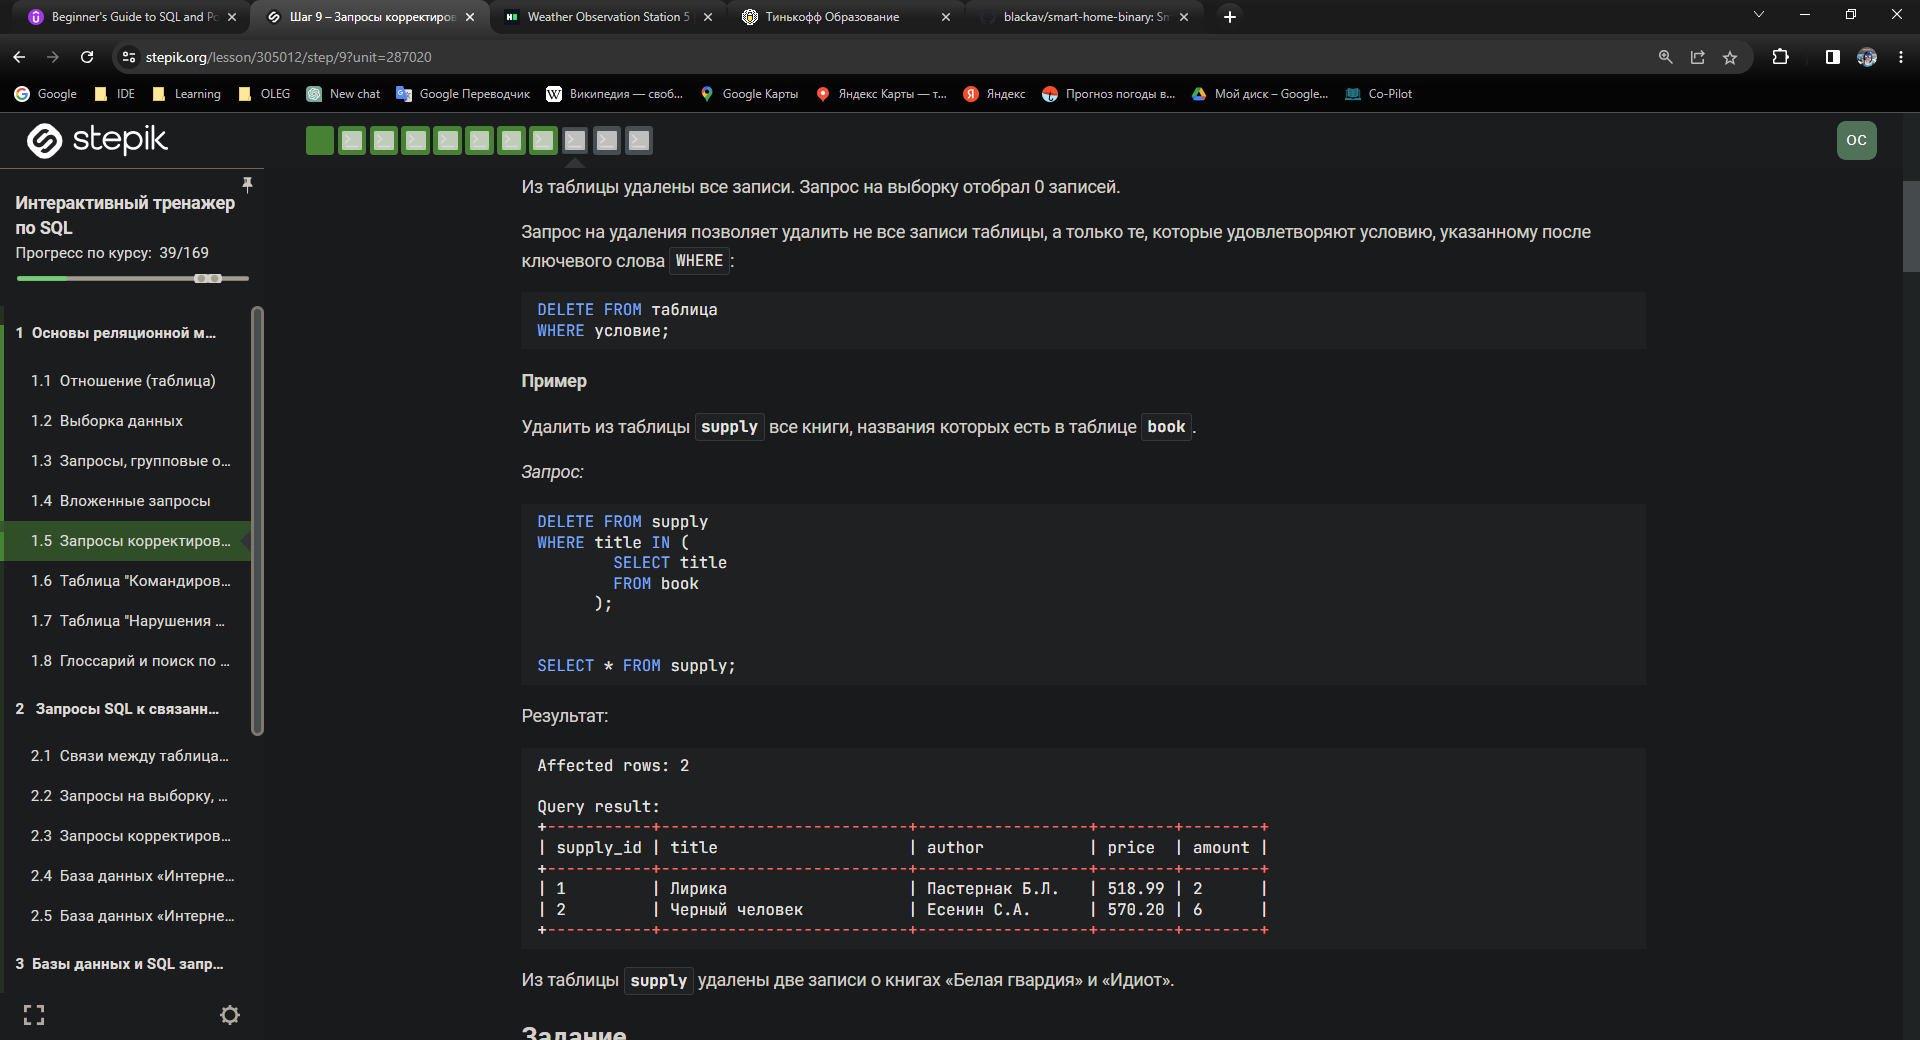 Beginner's Guide to SQL and Po
Шаг 9 – Запросы корректиров
Weather Observation Station 5
Тинькофф Образование
blackav/smart-home-binary: Sm
stepik.org/lesson/305012/step/9?unit=287020
Google
IDE
Learning
OLEG
New chat
Google Переводчик
Википедия — своб...
Google Карты
Яндекс Карты — т...
Яндекс
Прогноз погоды в...
Мой диск – Google...
Co-Pilot
stepik
OC
Интерактивный тренажер
по SQL
Прогресс по курсу: 39/169
1 Основы реляционной м...
1.1 Отношение (таблица)
1.2 Выборка данных
1.3 Запросы, групповые о...
1.4 Вложенные запросы
1.5 Запросы корректиров...
1.6 Таблица "Командиров...
1.7 Таблица "Нарушения ...
1.8 Глоссарий и поиск по ...
2 Запросы SQL к связанн...
2.1 Связи между таблица...
2.2 Запросы на выборку, ...
2.3 Запросы корректиров...
2.4 База данных «Интерне...
2.5 База данных «Интерне...
3 Базы данных и SQL запр...
Из таблицы удалены все записи. Запрос на выборку отобрал 0 записей.
Запрос на удаления позволяет удалить не все записи таблицы, а только те, которые удовлетворяют условию, указанному после
ключевого слова WHERE:
DELETE FROM таблица
WHERE условие;
Пример
Удалить из таблицы supply все книги, названия которых есть в таблице book.
Запрос:
DELETE FROM supply
WHERE title IN (
SELECT title
FROM book
);
SELECT * FROM supply;
Результат:
Affected rows: 2
Query result:
+-----------+--------------------------+------------------+--------+--------+
| supply_id | title | author | price | amount |
+-----------+--------------------------+------------------+--------+--------+
| 1 | Лирика | Пастернак Б.Л. | 518.99 | 2 |
| 2 | Черный человек | Есенин С.А. | 570.20 | 6 |
+-----------+--------------------------+------------------+--------+--------+
Из таблицы supply удалены две записи о книгах «Белая гвардия» и «Идиот».
Задание